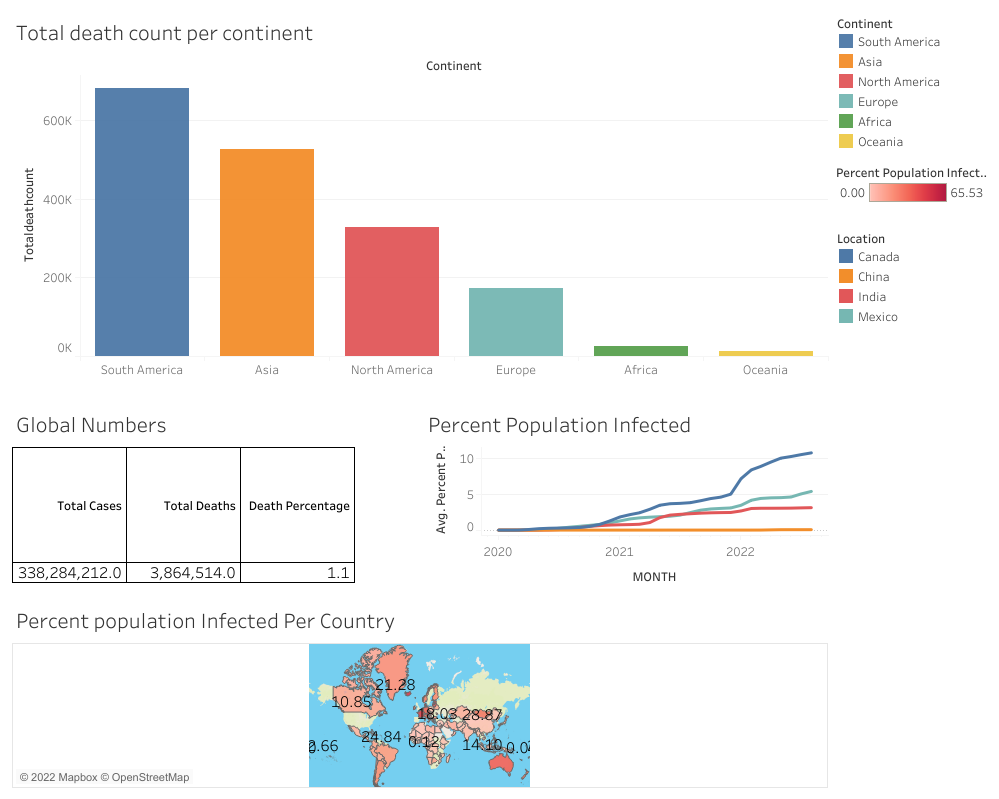 Total death count per continent
Continent
Totaldeathcount
600K
400K
200K
0K
South America
Asia
North America
Europe
Africa
Oceania
Continent
South America
Asia
North America
Europe
Africa
Oceania
Percent Population Infect..
0.00 65.53
Location
Canada
China
India
Mexico
Global Numbers
Total Cases Total Deaths Death Percentage
338,284,212.0 3,864,514.0 1.1
Percent Population Infected
Avg. Percent P..
10
5
0
2020 2021 2022
MONTH
Percent population Infected Per Country
21.28
10.85
18.03 28.87
24.84 0.12 14.10 0.0
.66
© 2022 Mapbox © OpenStreetMap